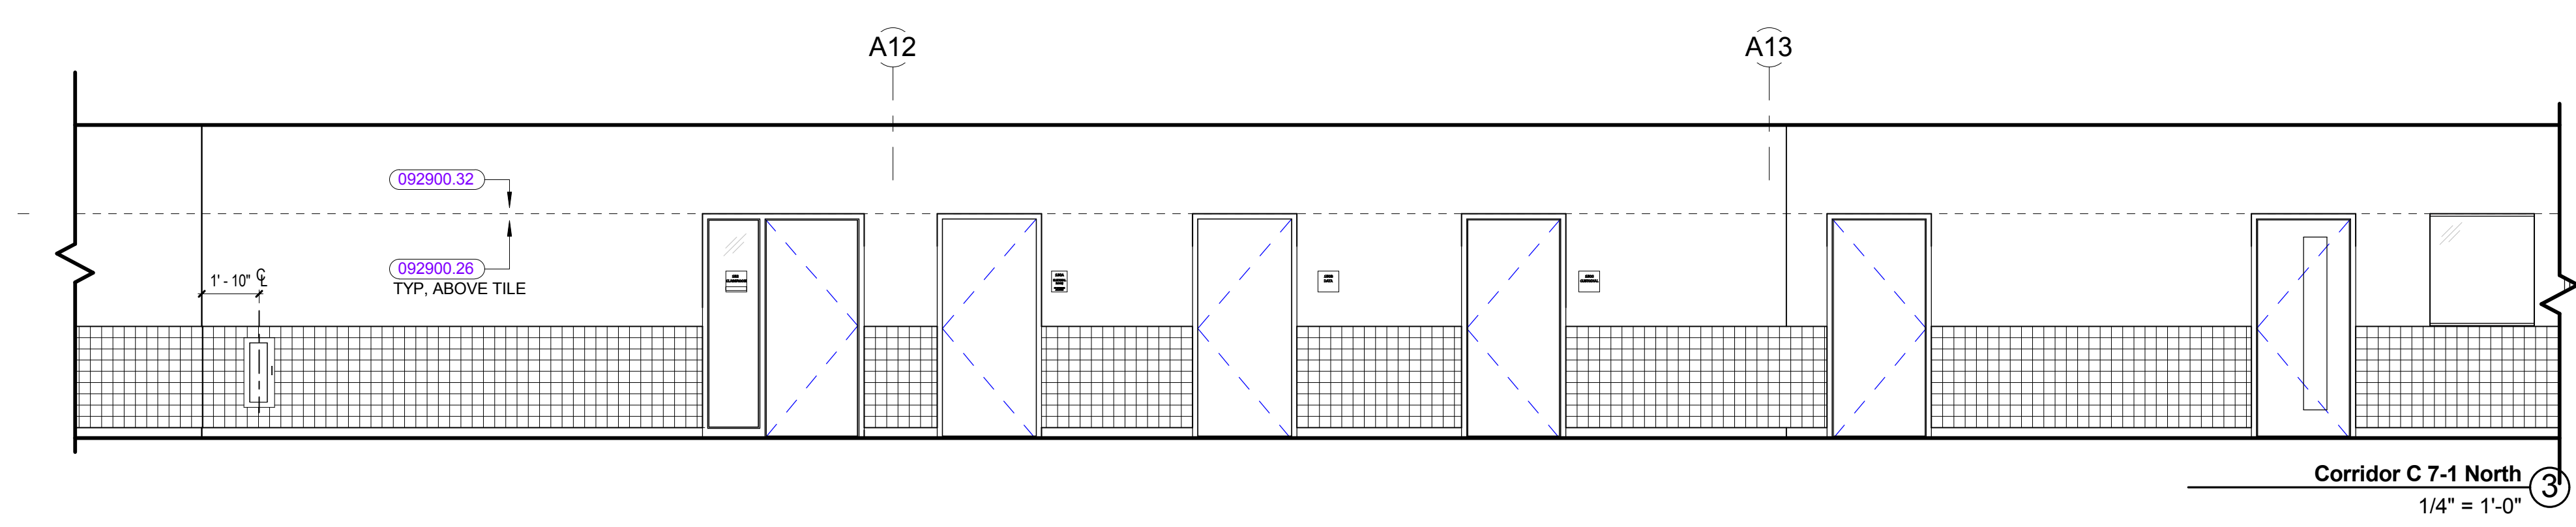 A12
A13
092900.32
092900.26
TYP, ABOVE TILE
1' - 10"
DATA
Corridor C 7-1 North
3
1/4" = 1'-0"